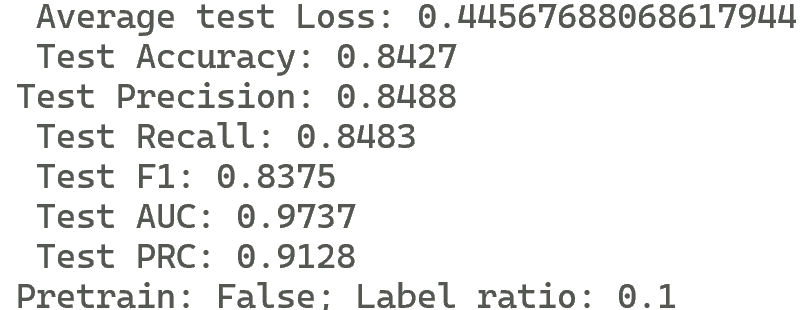 Average test Loss: 0.44567688068617944
Test Accuracy: 0.8427
Test Precision: 0.8488
Test Recall: 0.8483
Test F1: 0.8375
Test AUC: 0.9737
Test PRC: 0.9128
Pretrain: False; Label ratio: 0.1